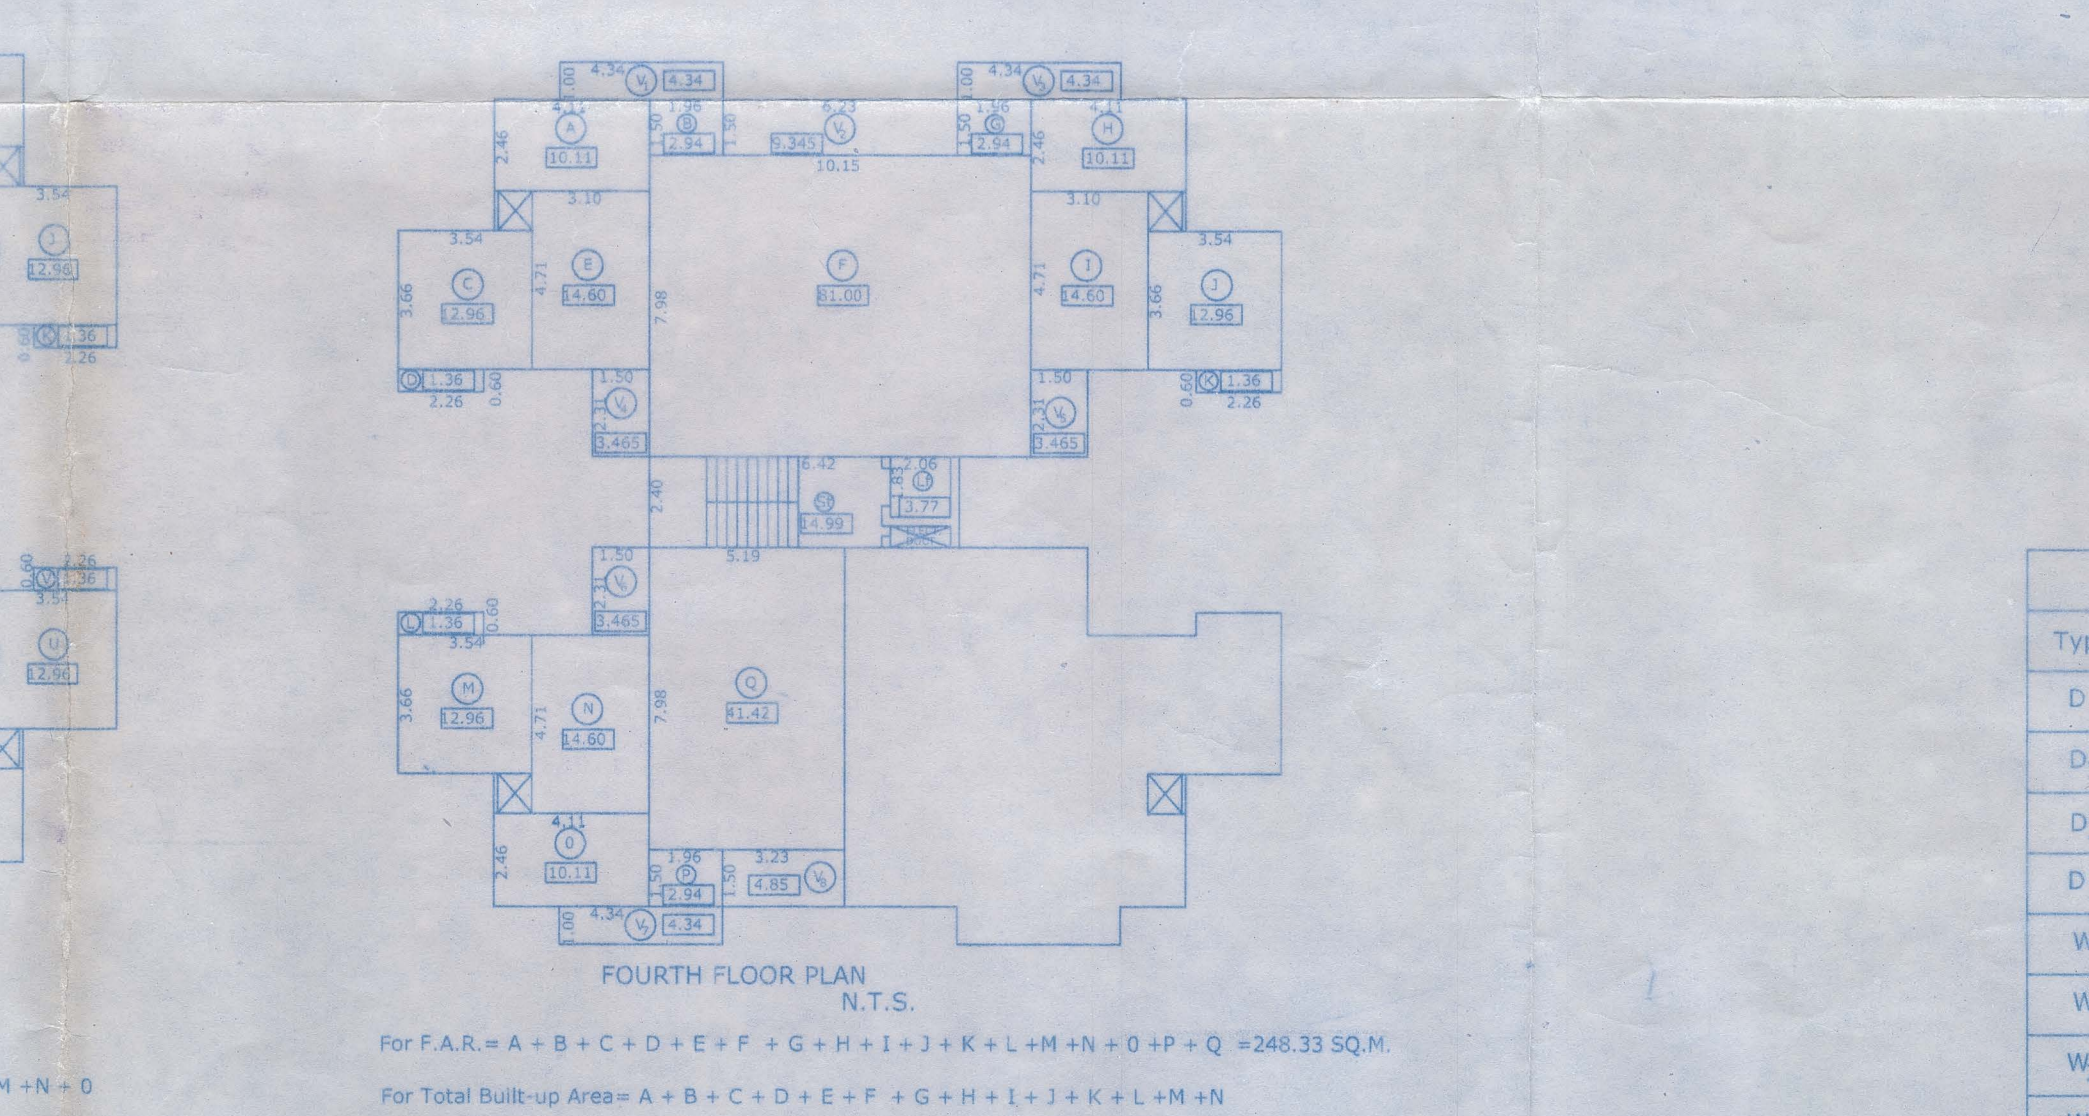 4.34 V1 4.34
1.00
4.34 V3 4.34
1.00
4.11
A
10.11
2.46
1.96
B
2.94
1.50
1.50
6.23
V2
9.345
1.96
G
2.94
1.50
4.11
H
10.11
2.46
10.15
3.10
E
14.60
4.71
3.54
C
12.96
3.66
D 1.36
2.26
0.60
F
81.00
7.98
3.10
I
14.60
4.71
3.54
J
12.96
3.66
K 1.36
2.26
0.60
1.50
V4
2.31
3.465
1.50
V5
2.31
3.465
3.54
J
12.96
K 1.36
0.60
2.26
2.40
6.42
St
14.99
2.06
1.83
Lf
3.77
5.19
1.50
V6
2.31
3.465
2.26
L 1.36
0.60
3.54
M
12.96
3.66
N
14.60
4.71
Q
41.42
7.98
4.11
O
10.11
2.46
1.96
P
2.94
1.50
1.50
3.23
4.85 V8
4.34 V7 4.34
1.00
2.26
V 1.36
0.60
3.54
U
12.96
FOURTH FLOOR PLAN
N.T.S.
For F.A.R.= A + B + C + D + E + F + G + H + I + J + K + L +M +N + 0 +P + Q =248.33 SQ.M.
M +N + 0
For Total Built-up Area= A + B + C + D + E + F + G + H + I + J + K + L +M +N
D
D
D
D
W
W
W